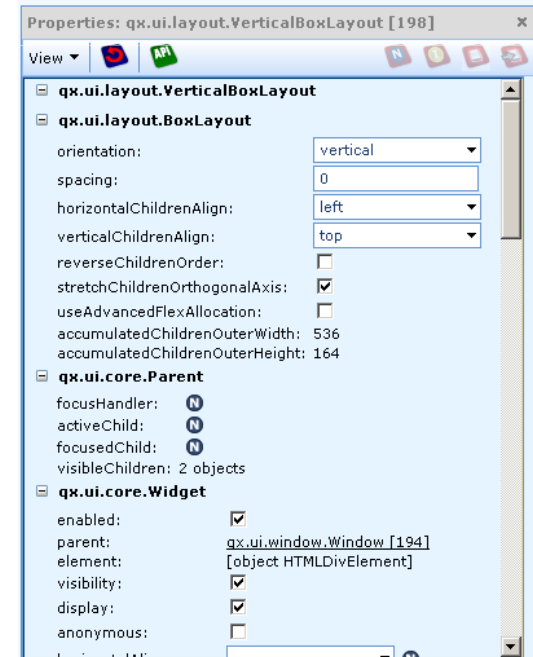 Properties: qx.ui.layout.VerticalBoxLayout [198]
View API N
qx.ui.layout.VerticalBoxLayout
qx.ui.layout.BoxLayout
orientation: vertical
spacing: 0
horizontalChildrenAlign: left
verticalChildrenAlign: top
reverseChildrenOrder:
stretchChildrenOrthogonalAxis:
useAdvancedFlexAllocation:
accumulatedChildrenOuterWidth: 536
accumulatedChildrenOuterHeight: 164
qx.ui.core.Parent
focusHandler: N
activeChild: N
focusedChild: N
visibleChildren: 2 objects
qx.ui.core.Widget
enabled:
parent: qx.ui.window.Window [194]
element: [object HTMLDivElement]
visibility:
display:
anonymous: